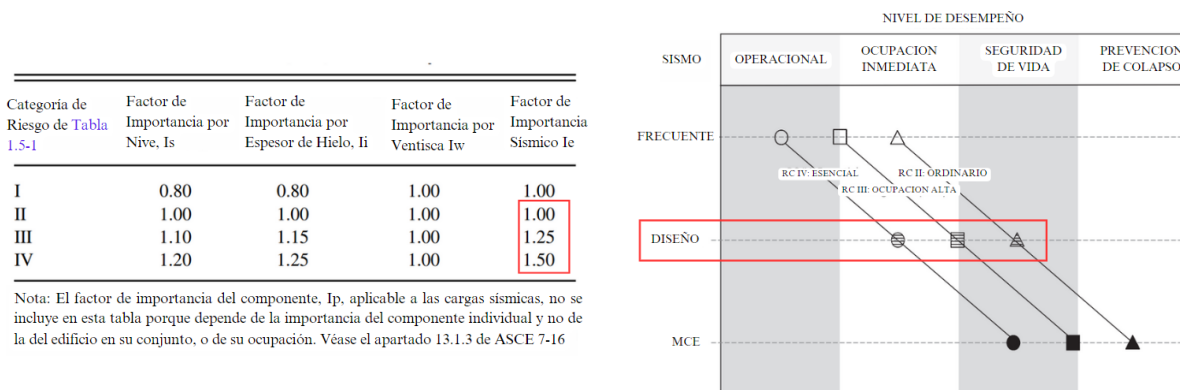 Categoría de Riesgo de Tabla 1.5-1
Factor de Importancia por Nive, Is
Factor de Importancia por Espesor de Hielo, Ii
Factor de Importancia por Ventisca Iw
Factor de Importancia Sísmico Ie
I 0.80 0.80 1.00 1.00
II 1.00 1.00 1.00 1.00
III 1.10 1.15 1.00 1.25
IV 1.20 1.25 1.00 1.50
Nota: El factor de importancia del componente, Ip, aplicable a las cargas sísmicas, no se
incluye en esta tabla porque depende de la importancia del componente individual y no de
la del edificio en su conjunto, o de su ocupación. Véase el apartado 13.1.3 de ASCE 7-16
NIVEL DE DESEMPEÑO
SISMO
OPERACIONAL
OCUPACION INMEDIATA
SEGURIDAD DE VIDA
PREVENCION DE COLAPSO
FRECUENTE
RC IV: ESENCIAL
RC II: ORDINARIO
RC III: OCUPACION ALTA
DISEÑO
MCE